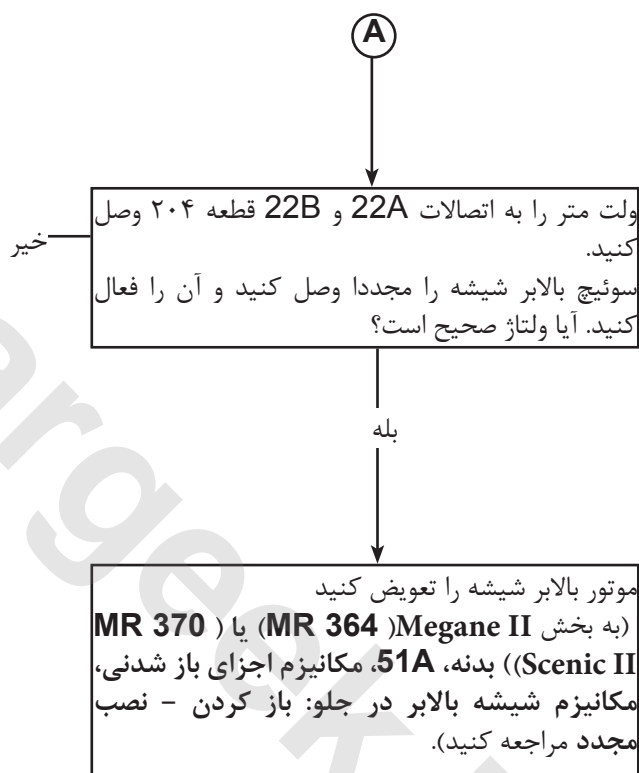 A
ولت متر را به اتصالات 22A و 22B قطعه ۲۰۴ وصل
کنید.
سوئیچ بالابر شیشه را مجددا وصل کنید و آن را فعال
کنید. آیا ولتاژ صحیح است؟
خیر
بله
موتور بالابر شیشه را تعویض کنید
(به بخش MR 364 )Megane II) یا ( MR 370
Scenic II)) بدنه، 51A، مکانیزم اجزای باز شدنی،
مکانیزم شیشه بالابر در جلو: باز کردن - نصب
مجدد مراجعه کنید).